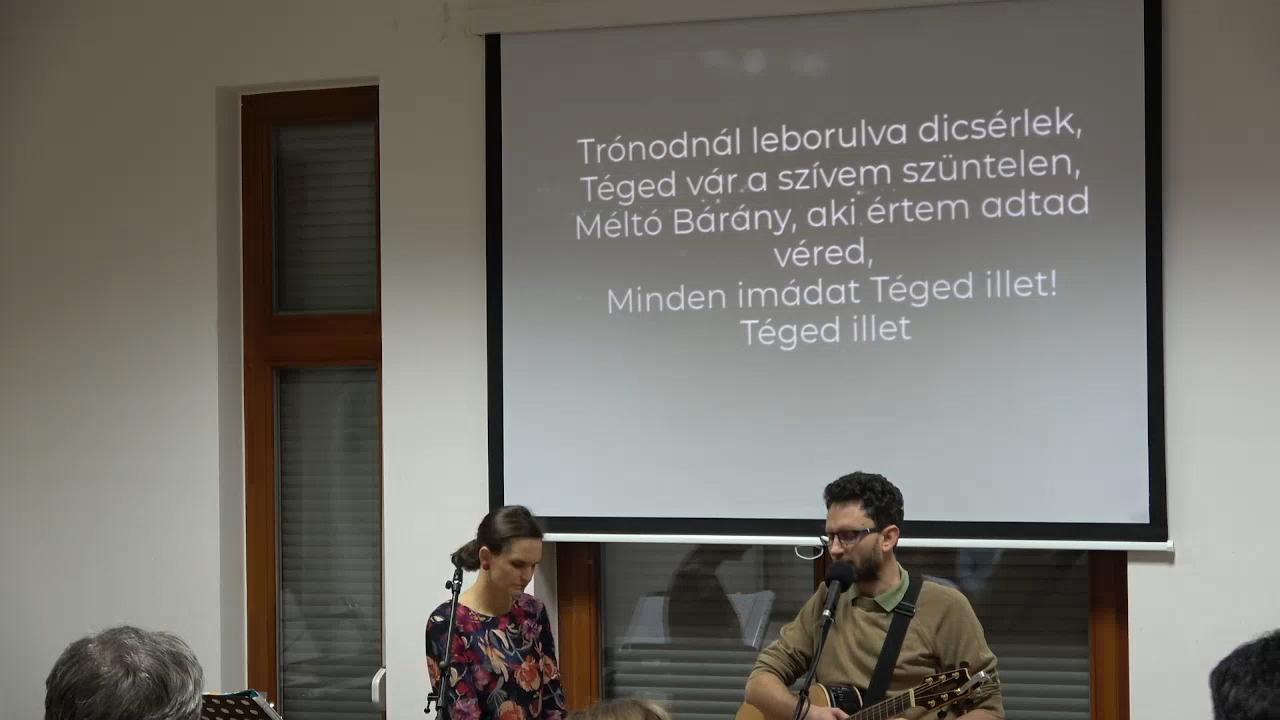 Trónodnál leborulva dicsérlek,
Téged vár a szívem szüntelen,
Méltó Bárány, aki értem adtad
véred,
Minden imádat Téged illet!
Téged illet